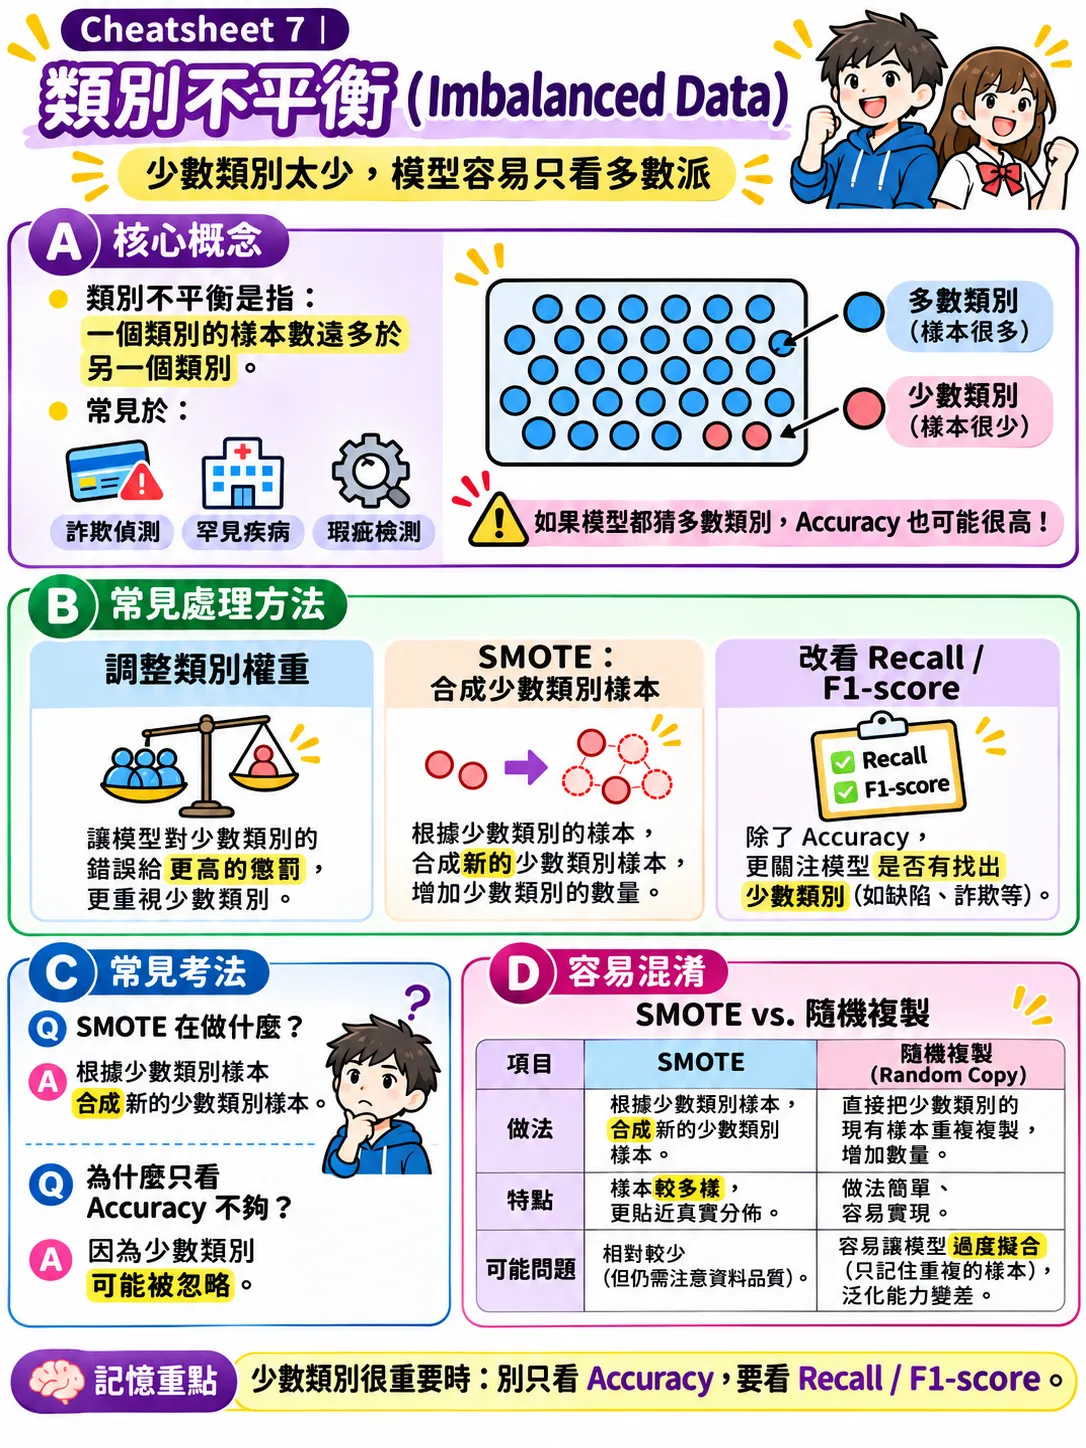 Cheatsheet 7 |
類別不平衡 (Imbalanced Data)
少數類別太少，模型容易只看多數派
A 核心概念
類別不平衡是指：
一個類別的樣本數遠多於
另一個類別。
常見於：
詐欺偵測
罕見疾病
瑕疵檢測
多數類別
（樣本很多）
少數類別
（樣本很少）
如果模型都猜多數類別，Accuracy 也可能很高！
B 常見處理方法
調整類別權重
讓模型對少數類別的
錯誤給更高的懲罰，
更重視少數類別。
SMOTE：
合成少數類別樣本
根據少數類別的樣本，
合成新的少數類別樣本，
增加少數類別的數量。
改看 Recall /
F1-score
Recall
F1-score
除了 Accuracy，
更關注模型是否有找出
少數類別（如缺陷、詐欺等）。
C 常見考法
Q SMOTE 在做什麼？
A 根據少數類別樣本
合成新的少數類別樣本。
?
Q 為什麼只看
Accuracy 不夠？
A 因為少數類別
可能被忽略。
D 容易混淆
SMOTE vs. 隨機複製
項目
SMOTE
隨機複製
（Random Copy）
做法
根據少數類別樣本，
合成新的少數類別
樣本。
直接把少數類別的
現有樣本重複複製，
增加數量。
特點
樣本較多樣，
更貼近真實分佈。
做法簡單、
容易實現。
可能問題
相對較少
（但仍需注意資料品質）。
容易讓模型過度擬合
（只記住重複的樣本），
泛化能力變差。
記憶重點
少數類別很重要時：別只看 Accuracy，要看 Recall / F1-score。